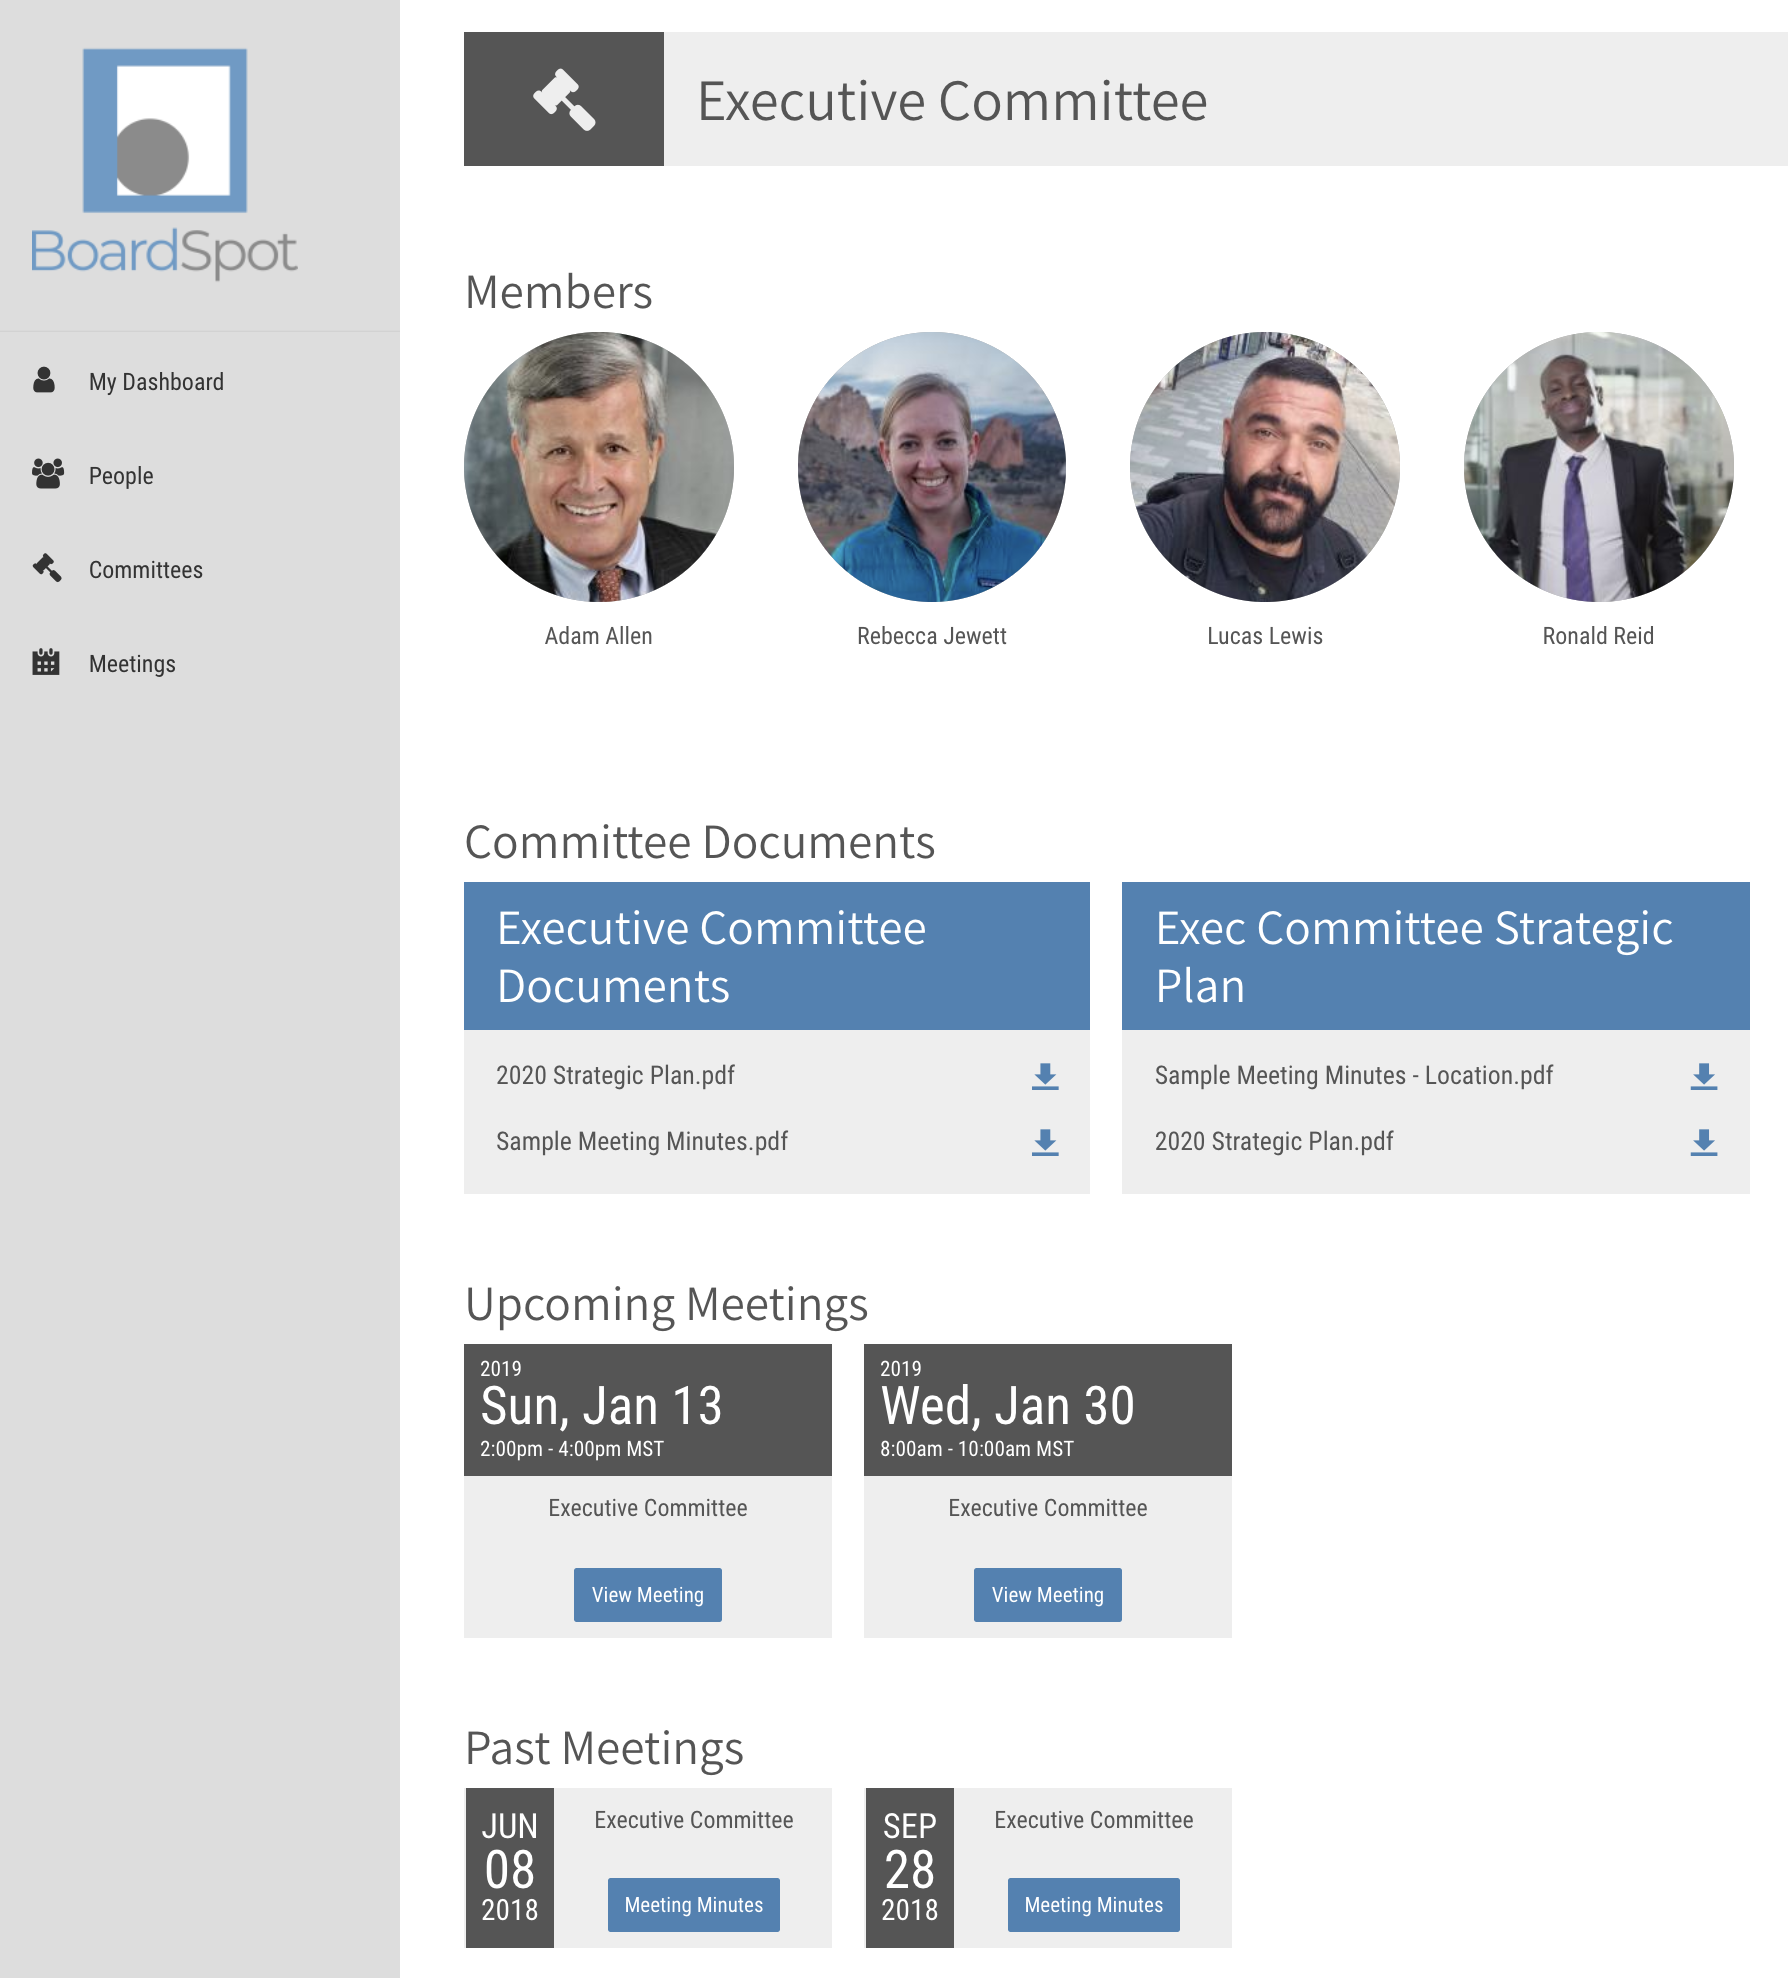 BoardSpot
My Dashboard
People
Committees
Meetings
Executive Committee
Members
Adam Allen
Rebecca Jewett
Lucas Lewis
Ronald Reid
Committee Documents
Executive Committee
Documents
2020 Strategic Plan.pdf
Sample Meeting Minutes.pdf
Exec Committee Strategic
Plan
Sample Meeting Minutes - Location.pdf
2020 Strategic Plan.pdf
Upcoming Meetings
2019
Sun, Jan 13
2:00pm - 4:00pm MST
Executive Committee
View Meeting
2019
Wed, Jan 30
8:00am - 10:00am MST
Executive Committee
View Meeting
Past Meetings
JUN
08
2018
Executive Committee
Meeting Minutes
SEP
28
2018
Executive Committee
Meeting Minutes